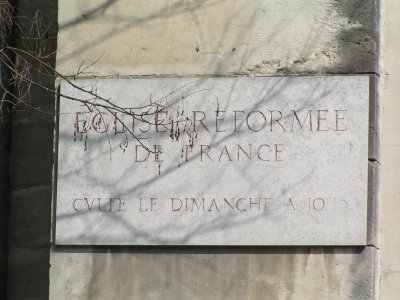 EGLISE REFORMEE
DE FRANCE
CVLTE LE DIMANCHE A 10 15